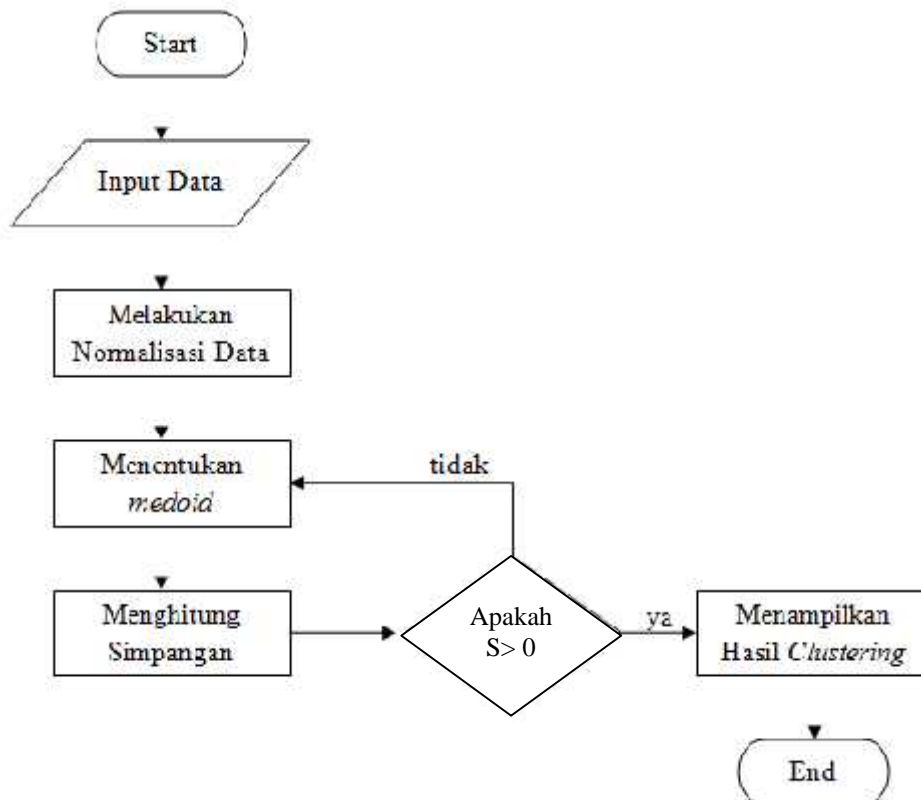 Start
Input Data
Melakukan
Normalisasi Data
Menentukan
medoid
tidak
Menghitung
Simpangan
Apakah
S> 0
ya
Menampilkan
Hasil Clustering
End